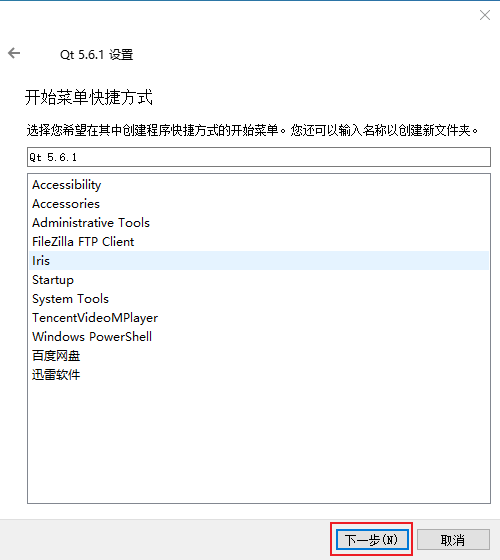 Qt 5.6.1 设置
开始菜单快捷方式
选择您希望在其中创建程序快捷方式的开始菜单。您还可以输入名称以创建新文件夹。
Qt 5.6.1
Accessibility
Accessories
Administrative Tools
FileZilla FTP Client
Iris
Startup
System Tools
TencentVideoMPlayer
Windows PowerShell
百度网盘
迅雷软件
下一步(N) 取消